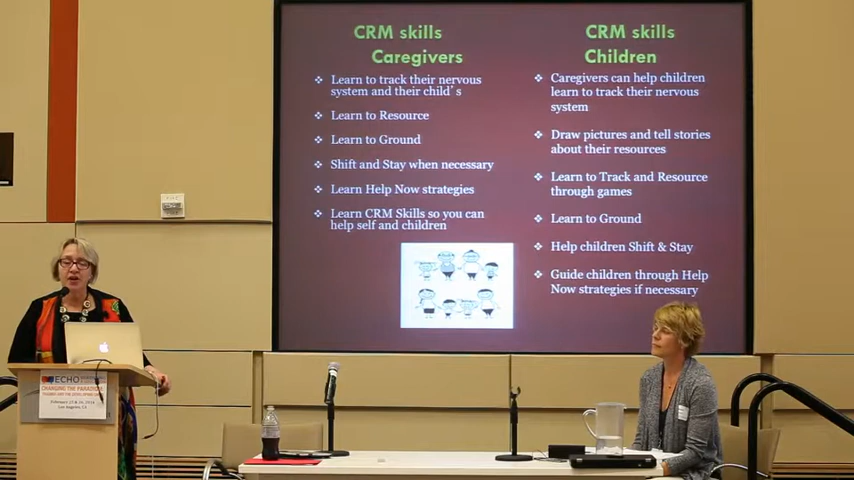 CRM skills
Caregivers
Learn to track their nervous
system and their child's
Learn to Resource
Learn to Ground
Shift and Stay when necessary
Learn Help Now strategies
Learn CRM Skills so you can
help self and children
CRM skills
Children
Caregivers can help children
learn to track their nervous
system
Draw pictures and tell stories
about their resources
Learn to Track and Resource
through games
Learn to Ground
Help children Shift & Stay
Guide children through Help
Now strategies if necessary
ECHO
CHANGING THE PARADIGM
Los Angeles, CA